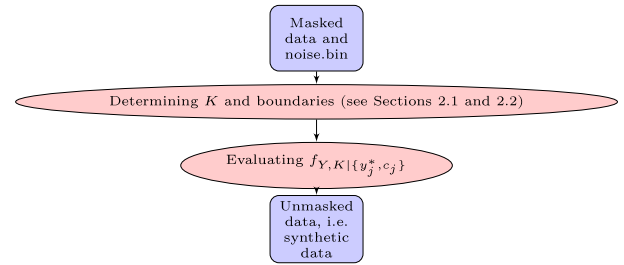 Masked
data and
noise.bin
Determining K and boundaries (see Sections 2.1 and 2.2)
Evaluating f_{Y,K|{y_j^*,c_j}}
Unmasked
data, i.e.
synthetic
data